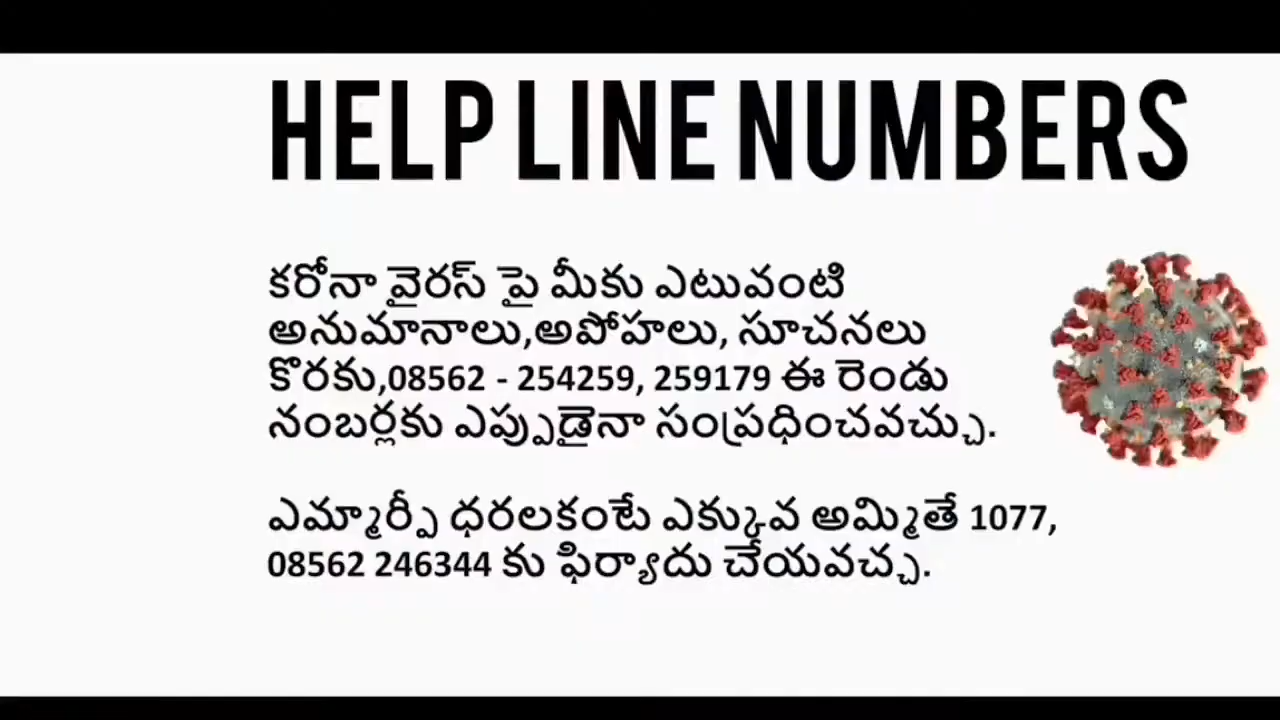 HELP LINE NUMBERS
కరోనా వైరస్ పై మీకు ఎటువంటి
అనుమానాలు,అపోహలు, సూచనలు
కొరకు,08562 - 254259, 259179 ఈ రెండు
నంబర్లకు ఎప్పుడైనా సంప్రధించవచ్చు.
ఎమ్మార్పీ ధరలకంటే ఎక్కువ అమ్మితే 1077,
08562 246344 కు ఫిర్యాదు చేయవచ్చ.